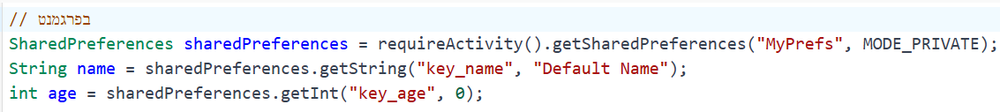 // בפרגמנט
SharedPreferences sharedPreferences = requireActivity().getSharedPreferences("MyPrefs", MODE_PRIVATE);
String name = sharedPreferences.getString("key_name", "Default Name");
int age = sharedPreferences.getInt("key_age", 0);